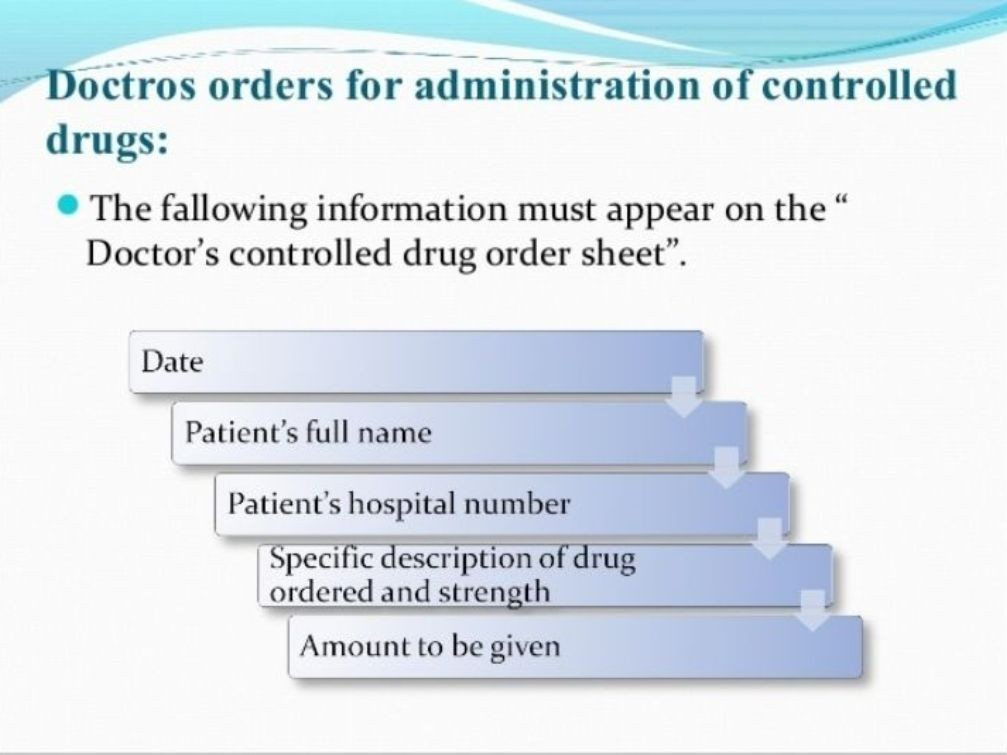 Doctros orders for administration of controlled
drugs:
The fallowing information must appear on the “
Doctor’s controlled drug order sheet”.
Date
Patient’s full name
Patient’s hospital number
Specific description of drug
ordered and strength
Amount to be given